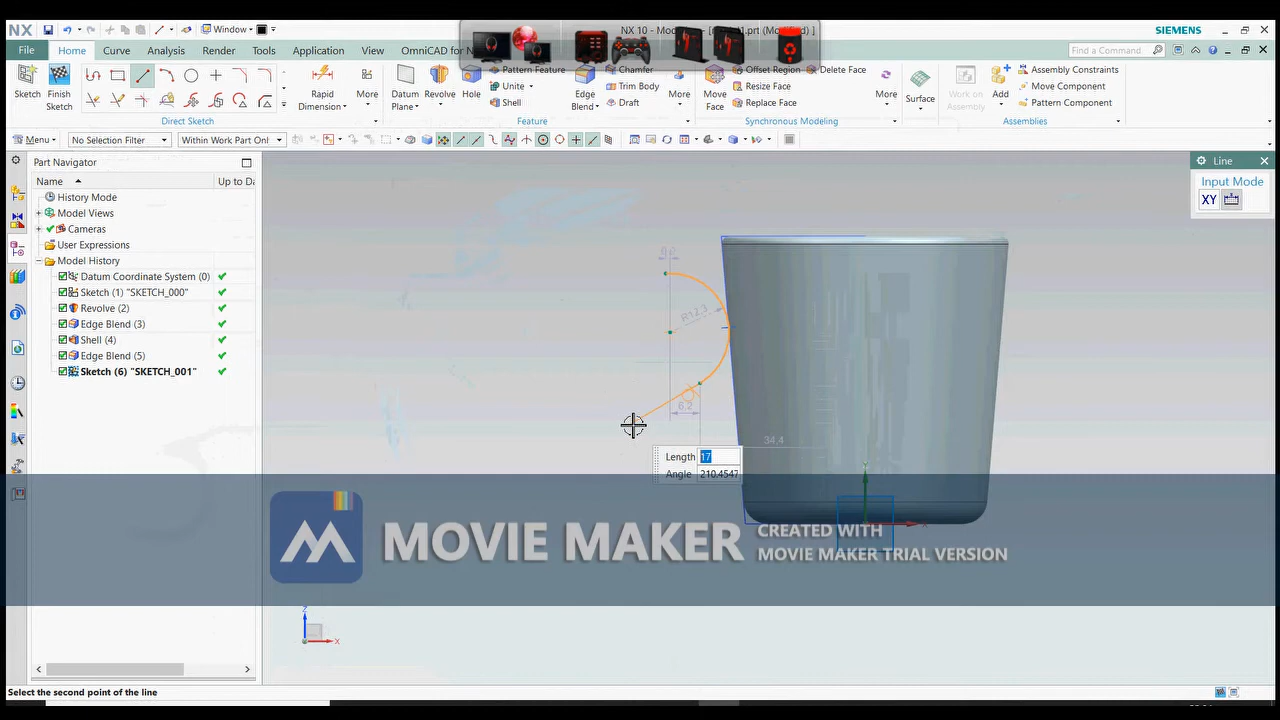 NX
Window
NX 10 - Mod
.prt (Modified) ]
SIEMENS
File
Home
Curve
Analysis
Render
Tools
Application
View
OmniCAD for N
Find a Command
Sketch
Finish Sketch
Rapid Dimension
More
Direct Sketch
Datum Plane
Revolve
Hole
Pattern Feature
Unite
Shell
Edge Blend
Chamfer
Trim Body
Draft
More
Feature
Move Face
Offset Region
Resize Face
Replace Face
Delete Face
More
Synchronous Modeling
Surface
Work on Assembly
Add
Assembly Constraints
Move Component
Pattern Component
Assemblies
Menu
No Selection Filter
Within Work Part Onl
Part Navigator
Name
Up to Da
History Mode
Model Views
Cameras
User Expressions
Model History
Datum Coordinate System (0)
Sketch (1) "SKETCH_000"
Revolve (2)
Edge Blend (3)
Shell (4)
Edge Blend (5)
Sketch (6) "SKETCH_001"
Line
Input Mode
XY
0.0
R12.3
6.2
34.4
Length 17
Angle 210.4547
X
MOVIE MAKER
CREATED WITH
MOVIE MAKER TRIAL VERSION
Z
X
Select the second point of the line